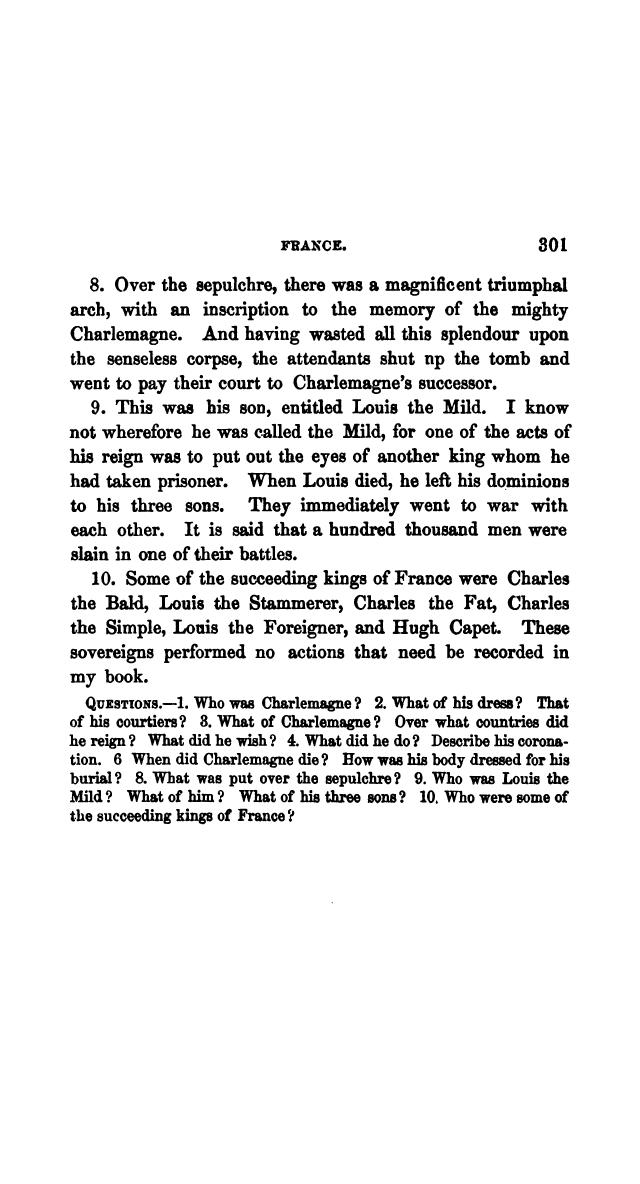 FRANCE. 301
8. Over the sepulchre, there was a magnificent triumphal
arch, with an inscription to the memory of the mighty
Charlemagne. And having wasted all this splendour upon
the senseless corpse, the attendants shut np the tomb and
went to pay their court to Charlemagne's successor.
9. This was his son, entitled Louis the Mild. I know
not wherefore he was called the Mild, for one of the acts of
his reign was to put out the eyes of another king whom he
had taken prisoner. When Louis died, he left his dominions
to his three sons. They immediately went to war with
each other. It is said that a hundred thousand men were
slain in one of their battles.
10. Some of the succeeding kings of France were Charles
the Bald, Louis the Stammerer, Charles the Fat, Charles
the Simple, Louis the Foreigner, and Hugh Capet. These
sovereigns performed no actions that need be recorded in
my book.
QUESTIONS.—1. Who was Charlemagne? 2. What of his dress? That
of his courtiers? 3. What of Charlemagne? Over what countries did
he reign? What did he wish? 4. What did he do? Describe his corona-
tion. 6 When did Charlemagne die? How was his body dressed for his
burial? 8. What was put over the sepulchre? 9. Who was Louis the
Mild? What of him? What of his three sons? 10. Who were some of
the succeeding kings of France?